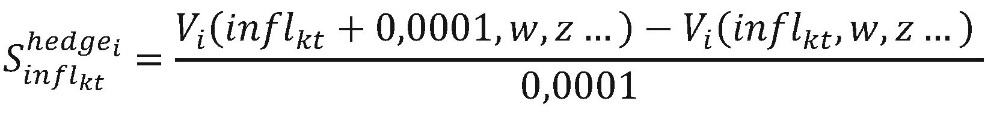 S^{hedge_i}_{infl_{kt}} = \frac{V_i(infl_{kt} + 0,0001, w, z ...) − V_i(infl_{kt}, w, z ...)}{0,0001}